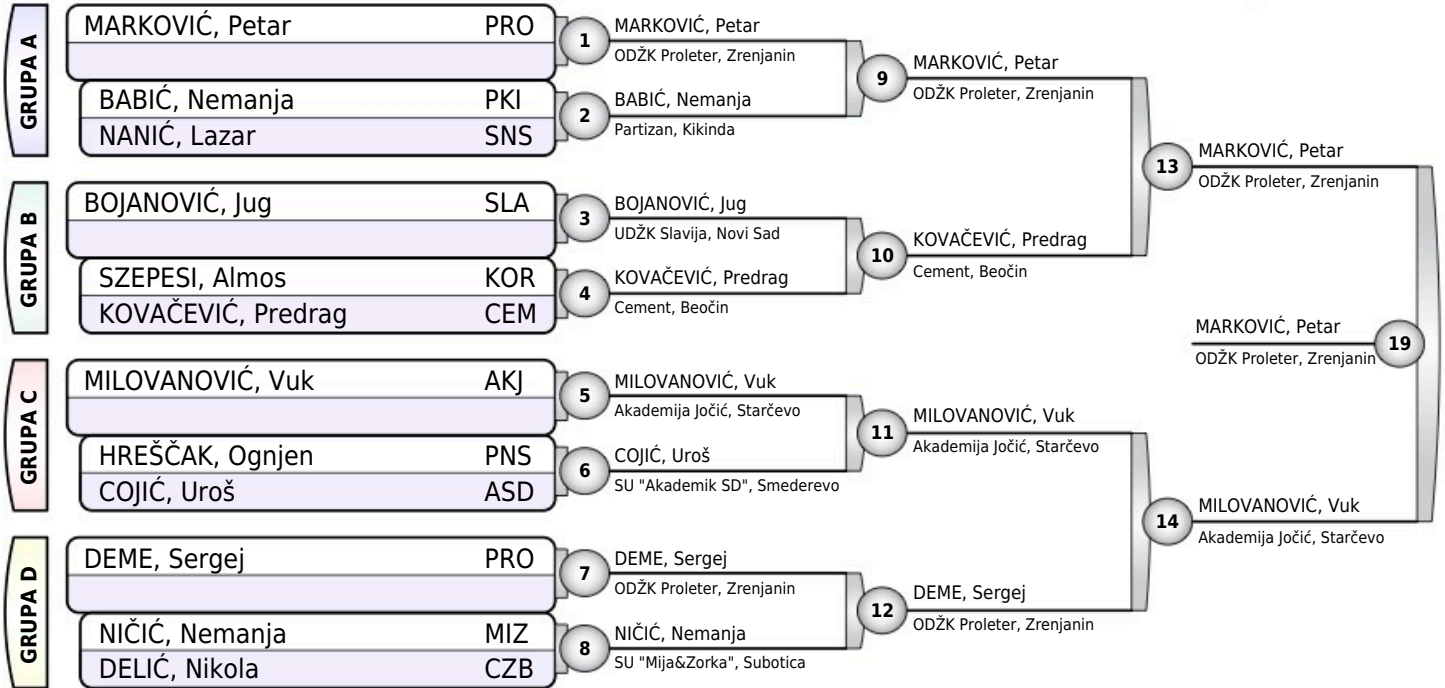 GRUPA A
MARKOVIĆ, Petar PRO
BABIĆ, Nemanja PKI
NANIĆ, Lazar SNS
GRUPA B
BOJANOVIĆ, Jug SLA
SZEPESI, Almos KOR
KOVAČEVIĆ, Predrag CEM
GRUPA C
MILOVANOVIĆ, Vuk AKJ
HREŠČAK, Ognjen PNS
COJIĆ, Uroš ASD
GRUPA D
DEME, Sergej PRO
NIČIĆ, Nemanja MIZ
DELIĆ, Nikola CZB
1
MARKOVIĆ, Petar
ODŽK Proleter, Zrenjanin
2
BABIĆ, Nemanja
Partizan, Kikinda
3
BOJANOVIĆ, Jug
UDŽK Slavija, Novi Sad
4
KOVAČEVIĆ, Predrag
Cement, Beočin
5
MILOVANOVIĆ, Vuk
Akademija Jočić, Starčevo
6
COJIĆ, Uroš
SU "Akademik SD", Smederevo
7
DEME, Sergej
ODŽK Proleter, Zrenjanin
8
NIČIĆ, Nemanja
SU "Mija&Zorka", Subotica
9
MARKOVIĆ, Petar
ODŽK Proleter, Zrenjanin
10
KOVAČEVIĆ, Predrag
Cement, Beočin
11
MILOVANOVIĆ, Vuk
Akademija Jočić, Starčevo
12
DEME, Sergej
ODŽK Proleter, Zrenjanin
13
MARKOVIĆ, Petar
ODŽK Proleter, Zrenjanin
14
MILOVANOVIĆ, Vuk
Akademija Jočić, Starčevo
MARKOVIĆ, Petar
ODŽK Proleter, Zrenjanin
19